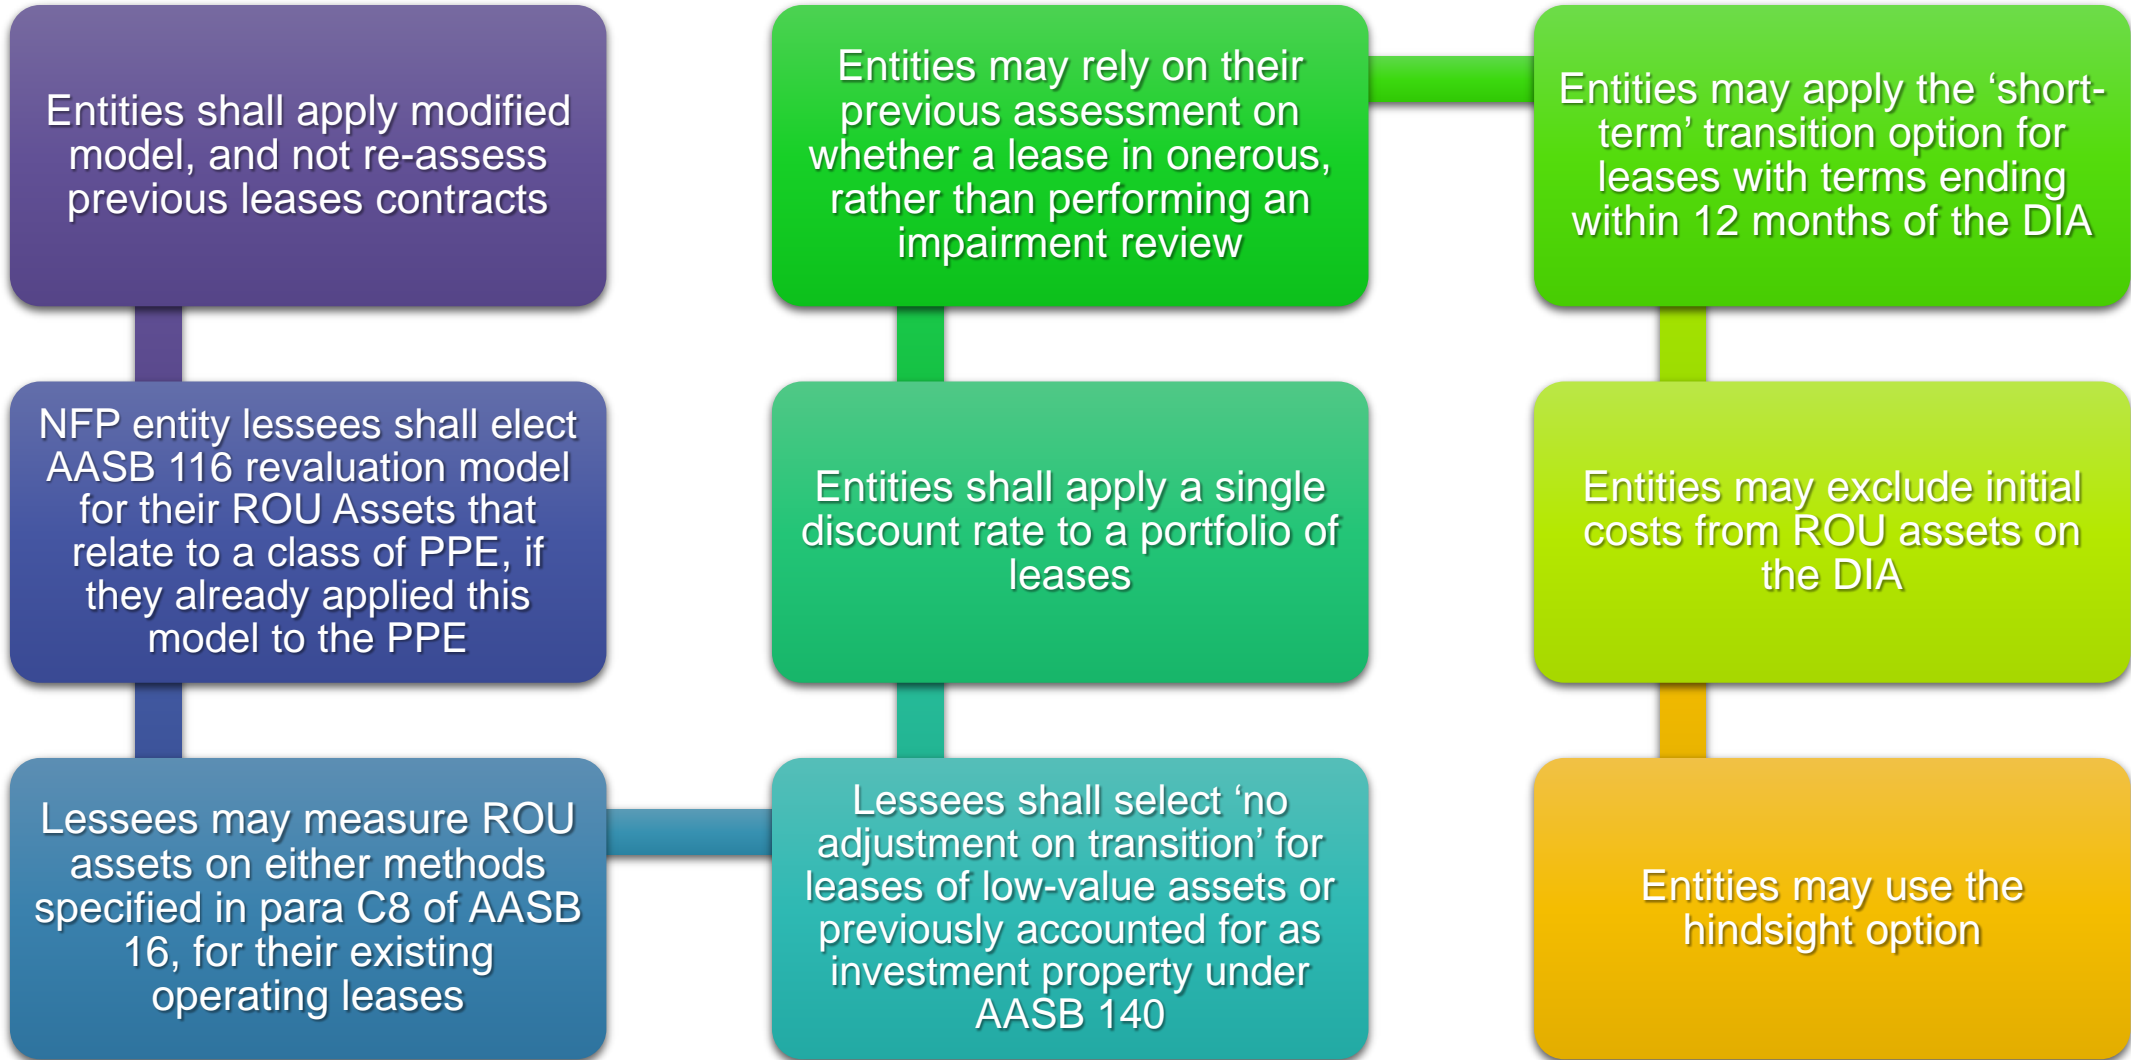 Entities shall apply modified
model, and not re-assess
previous leases contracts
NFP entity lessees shall elect
AASB 116 revaluation model
for their ROU Assets that
relate to a class of PPE, if
they already applied this
model to the PPE
Lessees may measure ROU
assets on either methods
specified in para C8 of AASB
16, for their existing
operating leases
Lessees shall select ‘no
adjustment on transition’ for
leases of low-value assets or
previously accounted for as
investment property under
AASB 140
Entities shall apply a single
discount rate to a portfolio of
leases
Entities may rely on their
previous assessment on
whether a lease in onerous,
rather than performing an
impairment review
Entities may apply the ‘short-
term’ transition option for
leases with terms ending
within 12 months of the DIA
Entities may exclude initial
costs from ROU assets on
the DIA
Entities may use the
hindsight option